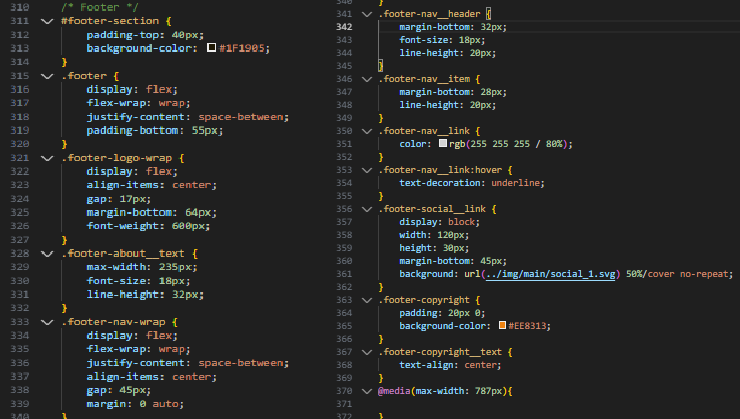 310 /* Footer */
311 #footer-section {
312 padding-top: 40px;
313 background-color: #1F1905;
314 }
315 .footer {
316 display: flex;
317 flex-wrap: wrap;
318 justify-content: space-between;
319 padding-bottom: 55px;
320 }
321 .footer-logo-wrap {
322 display: flex;
323 align-items: center;
324 gap: 17px;
325 margin-bottom: 64px;
326 font-weight: 600px;
327 }
328 .footer-about__text {
329 max-width: 235px;
330 font-size: 18px;
331 line-height: 32px;
332 }
333 .footer-nav-wrap {
334 display: flex;
335 flex-wrap: wrap;
336 justify-content: space-between;
337 align-items: center;
338 gap: 45px;
339 margin: 0 auto;
340 }
340 }
341 .footer-nav__header {
342 margin-bottom: 32px;
343 font-size: 18px;
344 line-height: 20px;
345 }
346 .footer-nav__item {
347 margin-bottom: 28px;
348 line-height: 20px;
349 }
350 .footer-nav__link {
351 color: rgb(255 255 255 / 80%);
352 }
353 .footer-nav__link:hover {
354 text-decoration: underline;
355 }
356 .footer-social__link {
357 display: block;
358 width: 120px;
359 height: 30px;
360 margin-bottom: 45px;
361 background: url(../img/main/social_1.svg) 50%/cover no-repeat;
362 }
363 .footer-copyright {
364 padding: 20px 0;
365 background-color: #EE8313;
366 }
367 .footer-copyright__text {
368 text-align: center;
369 }
370 @media(max-width: 787px){
371
372 }